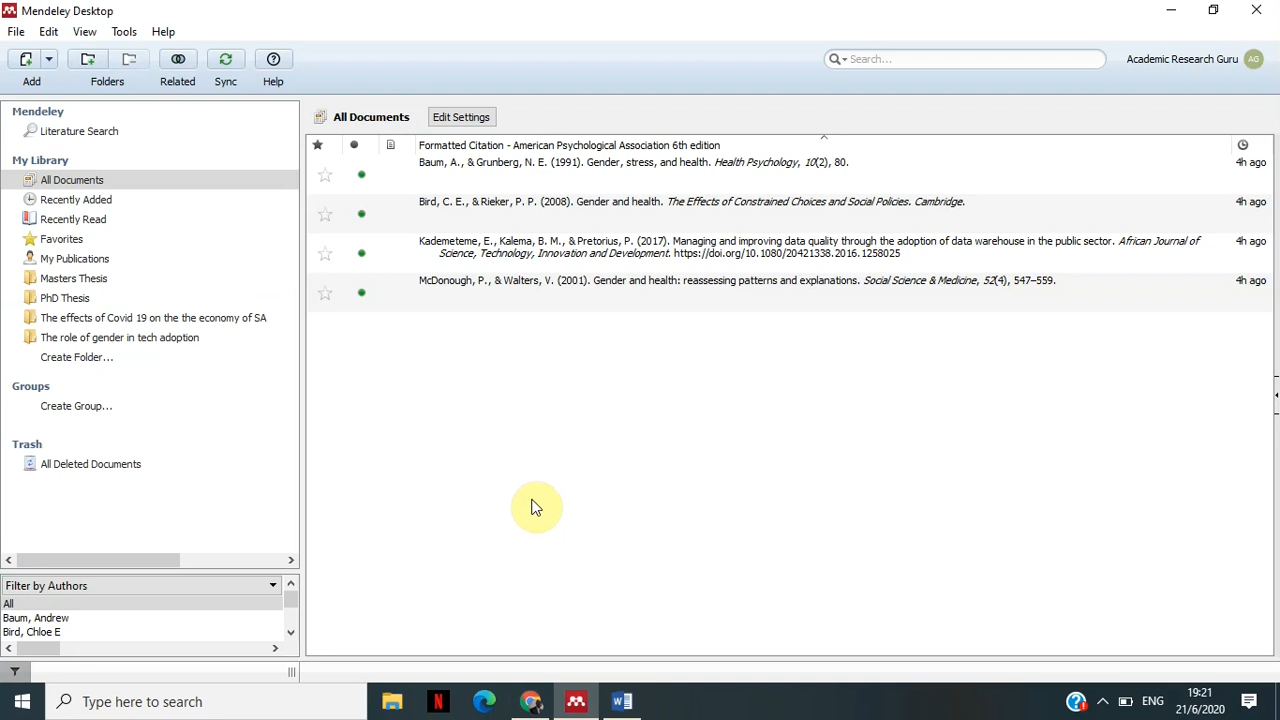 Mendeley Desktop
File Edit View Tools Help
Search...
Academic Research Guru AG
Add Folders Related Sync Help
Mendeley
Literature Search
My Library
All Documents
Recently Added
Recently Read
Favorites
My Publications
Masters Thesis
PhD Thesis
The effects of Covid 19 on the the economy of SA
The role of gender in tech adoption
Create Folder...
Groups
Create Group...
Trash
All Deleted Documents
Filter by Authors
All
Baum, Andrew
Bird, Chloe E
All Documents Edit Settings
Formatted Citation - American Psychological Association 6th edition
Baum, A., & Grunberg, N. E. (1991). Gender, stress, and health. Health Psychology, 10(2), 80. 4h ago
Bird, C. E., & Rieker, P. P. (2008). Gender and health. The Effects of Constrained Choices and Social Policies. Cambridge. 4h ago
Kademeteme, E., Kalema, B. M., & Pretorius, P. (2017). Managing and improving data quality through the adoption of data warehouse in the public sector. African Journal of 4h ago
Science, Technology, Innovation and Development. https://doi.org/10.1080/20421338.2016.1258025
McDonough, P., & Walters, V. (2001). Gender and health: reassessing patterns and explanations. Social Science & Medicine, 52(4), 547–559. 4h ago
Type here to search
N
W
ENG
19:21
21/6/2020